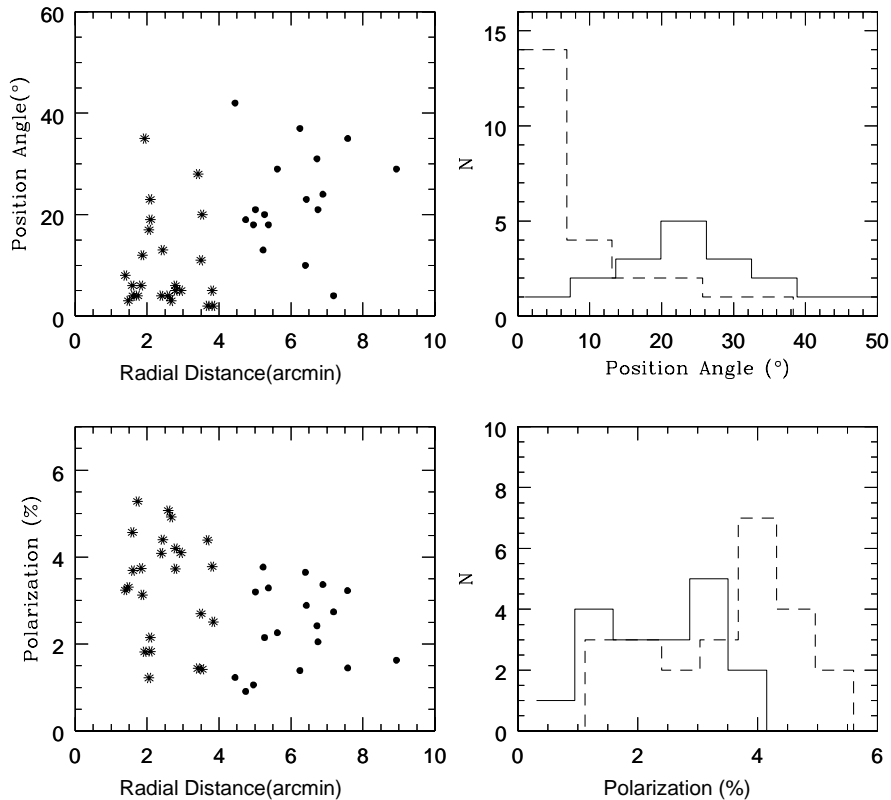 60
40
20
0
Position Angle(°)
0 2 4 6 8 10
Radial Distance(arcmin)
15
10
5
0
N
0 10 20 30 40 50
Position Angle (°)
6
4
2
0
Polarization (%)
0 2 4 6 8 10
Radial Distance(arcmin)
10
8
6
4
2
0
N
0 2 4 6
Polarization (%)